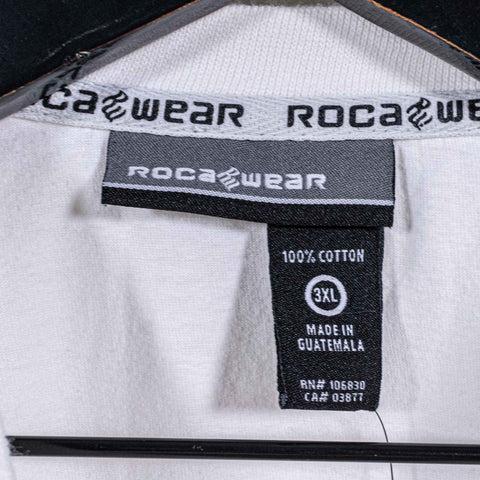 ROCAWEAR ROCAWE
ROCAWEAR
100% COTTON
3XL
MADE IN
GUATEMALA
RN# 106830
CA# 03877